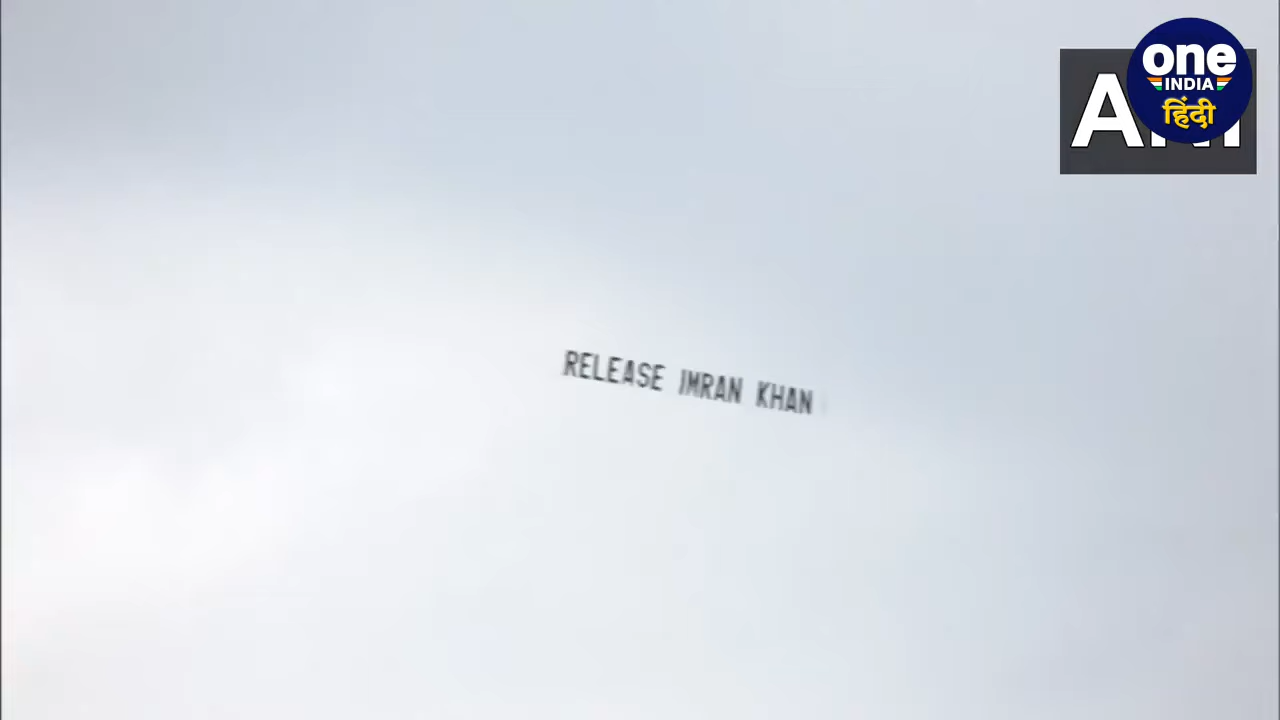 one
INDIA
हिंदी
RELEASE IMRAN KHAN